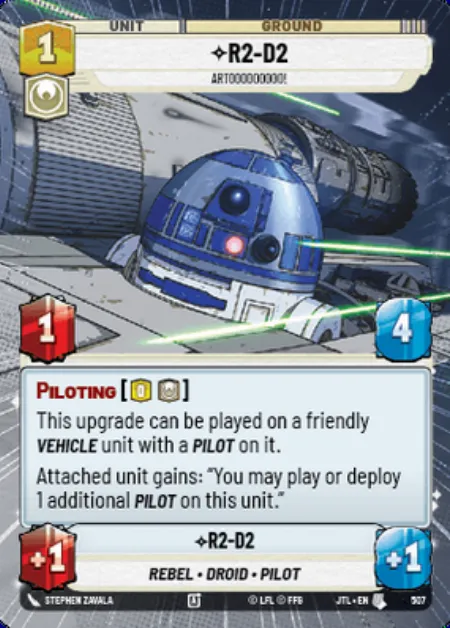 UNIT
GROUND
1
✧R2-D2
ARTOOOOOOOOO!
1
4
PILOTING [0]
This upgrade can be played on a friendly
VEHICLE unit with a PILOT on it.
Attached unit gains: “You may play or deploy
1 additional PILOT on this unit.”
+1
✧R2-D2
+1
REBEL • DROID • PILOT
STEPHEN ZAVALA
© LFL © FFG
JTL • EN
507